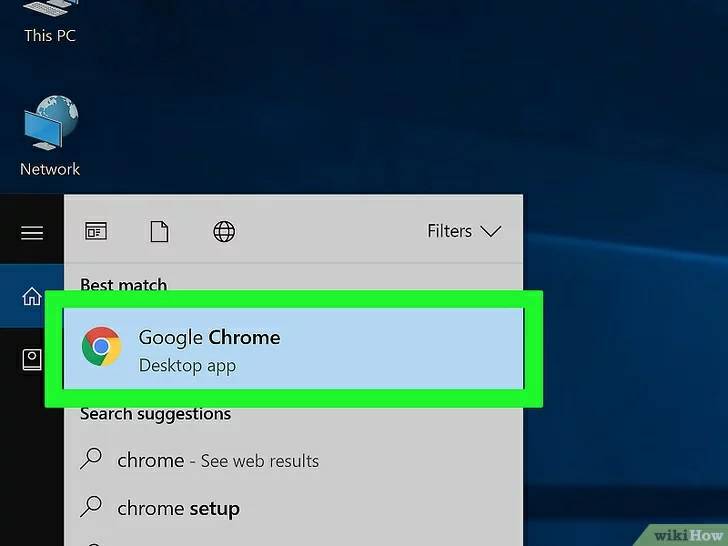 This PC
Network
Filters
Best match
Google Chrome
Desktop app
Search suggestions
chrome - See web results
chrome setup
wikiHow